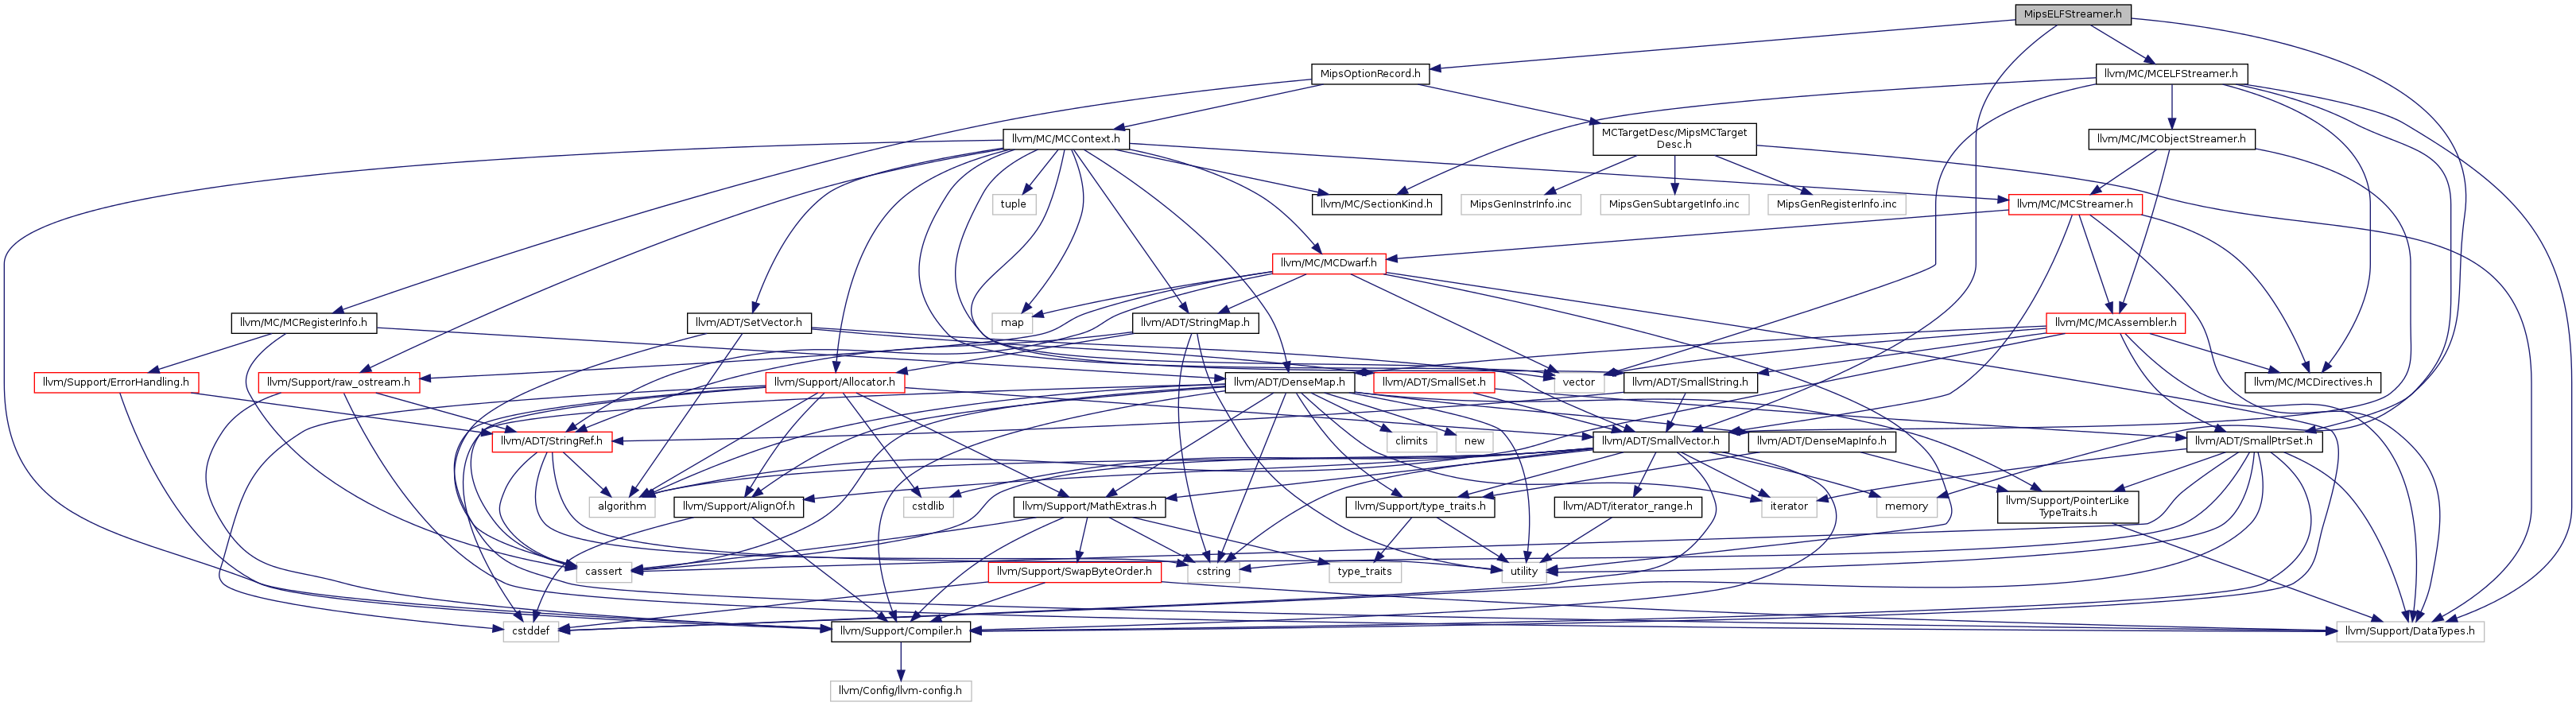 MipsELFStreamer.h
MipsOptionRecord.h
llvm/MC/MCELFStreamer.h
llvm/MC/MCContext.h
MCTargetDesc/MipsMCTarget
Desc.h
llvm/MC/MCObjectStreamer.h
tuple
llvm/MC/SectionKind.h
MipsGenInstrInfo.inc
MipsGenSubtargetInfo.inc
MipsGenRegisterInfo.inc
llvm/MC/MCStreamer.h
llvm/MC/MCDwarf.h
llvm/MC/MCRegisterInfo.h
llvm/ADT/SetVector.h
map
llvm/ADT/StringMap.h
llvm/MC/MCAssembler.h
llvm/Support/ErrorHandling.h
llvm/Support/raw_ostream.h
llvm/Support/Allocator.h
llvm/ADT/DenseMap.h
llvm/ADT/SmallSet.h
vector
llvm/ADT/SmallString.h
llvm/MC/MCDirectives.h
llvm/ADT/StringRef.h
climits
new
llvm/ADT/SmallVector.h
llvm/ADT/DenseMapInfo.h
llvm/ADT/SmallPtrSet.h
algorithm
llvm/Support/AlignOf.h
cstdlib
llvm/Support/MathExtras.h
llvm/Support/type_traits.h
llvm/ADT/iterator_range.h
iterator
memory
llvm/Support/PointerLike
TypeTraits.h
cassert
llvm/Support/SwapByteOrder.h
cstring
type_traits
utility
cstddef
llvm/Support/Compiler.h
llvm/Support/DataTypes.h
llvm/Config/llvm-config.h